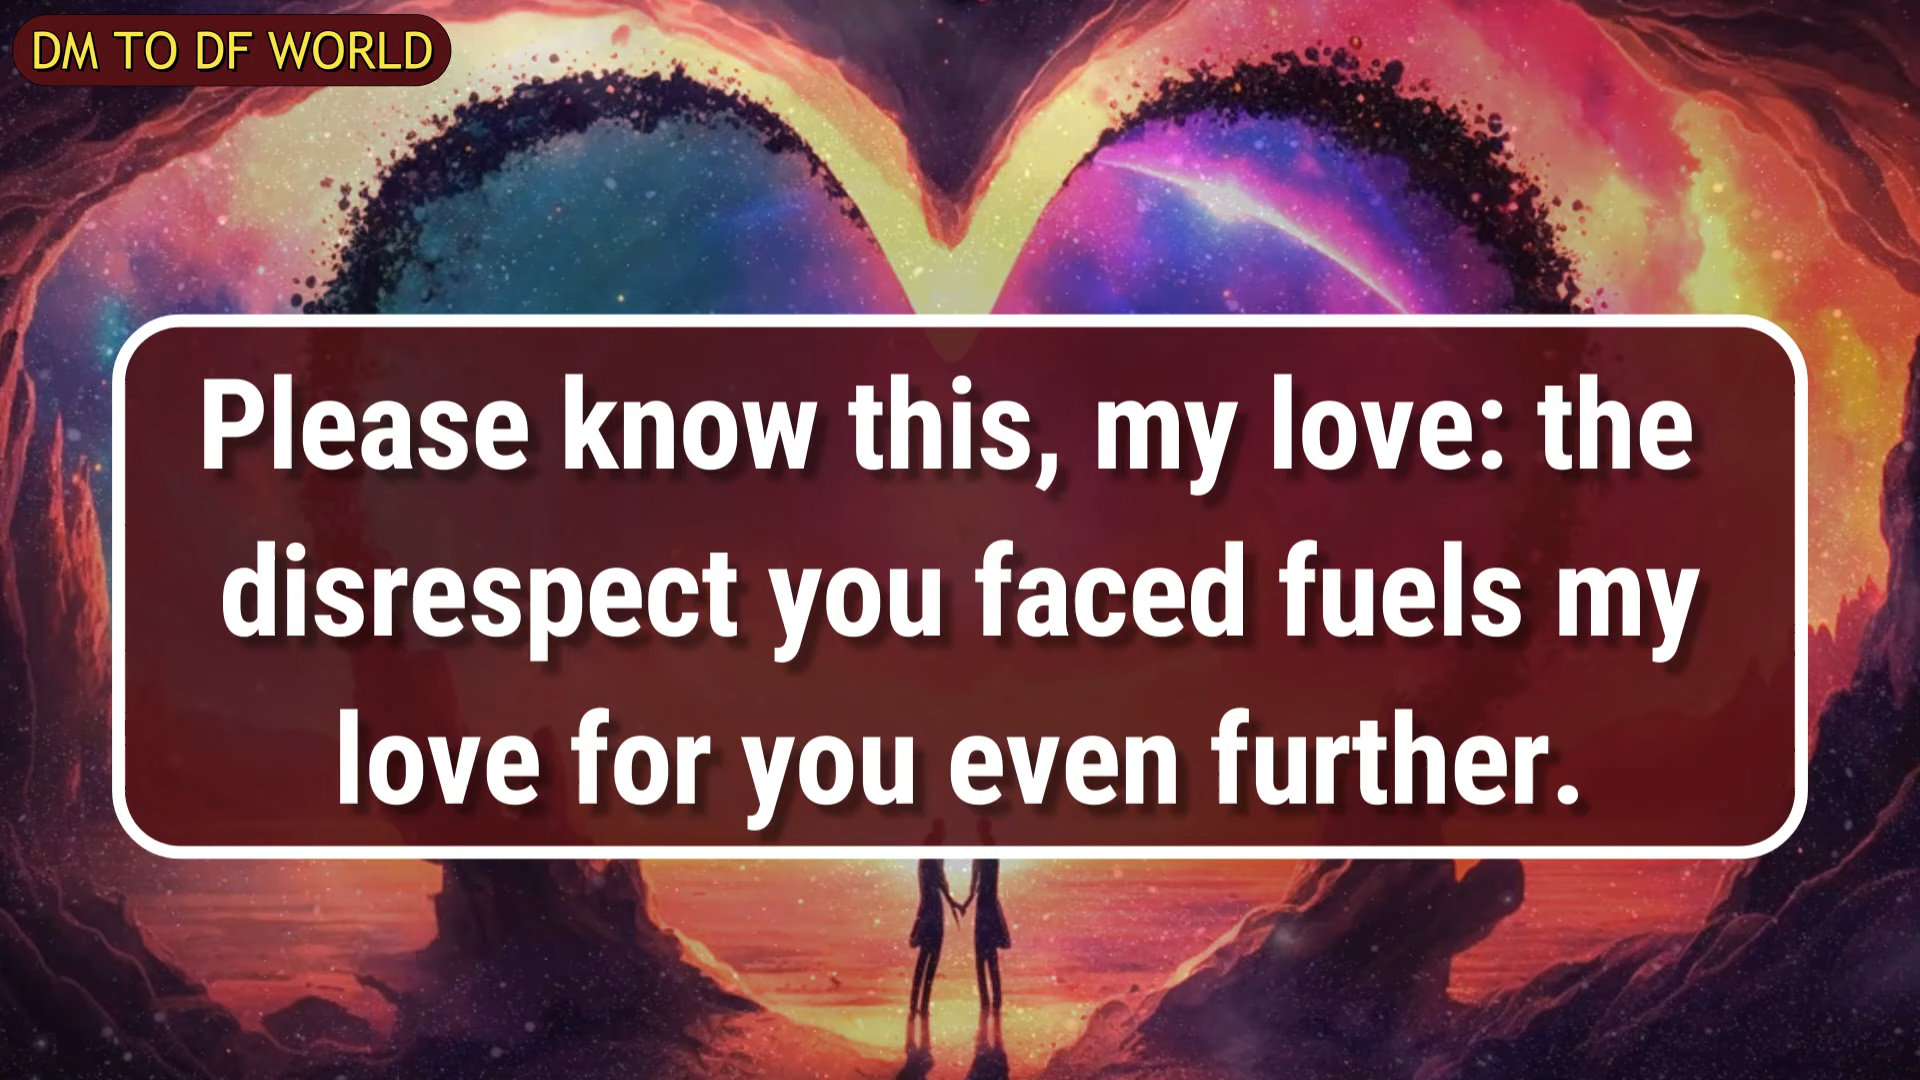 DM TO DF WORLD
Please know this, my love: the
disrespect you faced fuels my
love for you even further.